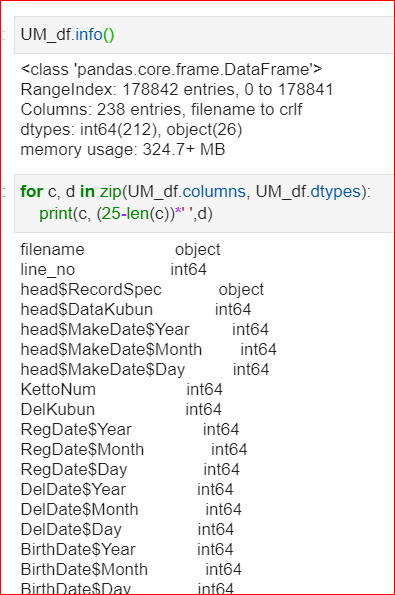 : UM_df.info()
<class 'pandas.core.frame.DataFrame'>
RangeIndex: 178842 entries, 0 to 178841
Columns: 238 entries, filename to crlf
dtypes: int64(212), object(26)
memory usage: 324.7+ MB
: for c, d in zip(UM_df.columns, UM_df.dtypes):
    print(c, (25-len(c))*' ',d)
filename object
line_no int64
head$RecordSpec object
head$DataKubun int64
head$MakeDate$Year int64
head$MakeDate$Month int64
head$MakeDate$Day int64
KettoNum int64
DelKubun int64
RegDate$Year int64
RegDate$Month int64
RegDate$Day int64
DelDate$Year int64
DelDate$Month int64
DelDate$Day int64
BirthDate$Year int64
BirthDate$Month int64
BirthDate$Day int64